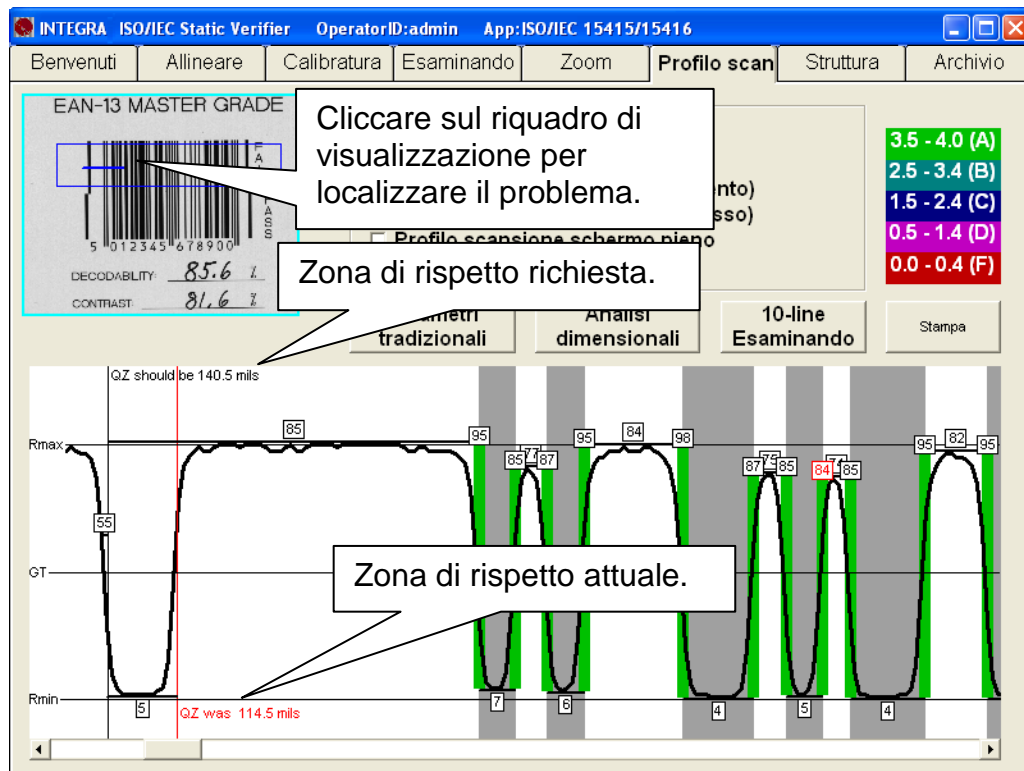 INTEGRA ISO/IEC Static Verifier OperatorID:admin App:ISO/IEC 15415/15416
Benvenuti Allineare Calibratura Esaminando Zoom Profilo scan Struttura Archivio
EAN-13 MASTER GRADE
5 012345 678900
DECODABLITY: 85.6 %
CONTRAST: 81.6 %
Cliccare sul riquadro di
visualizzazione per
localizzare il problema.
Profilo scansione schermo pieno
3.5 - 4.0 (A)
2.5 - 3.4 (B)
1.5 - 2.4 (C)
0.5 - 1.4 (D)
0.0 - 0.4 (F)
Zona di rispetto richiesta.
tradizionali
Analisi
dimensionali
10-line
Esaminando
Stampa
QZ should be 140.5 mils
Rmax
85 95 85 77 87 95 84 98 87 75 85 84 85 95 82 95
55
GT
Zona di rispetto attuale.
Rmin
5 7 6 4 5 4
QZ was 114.5 mils